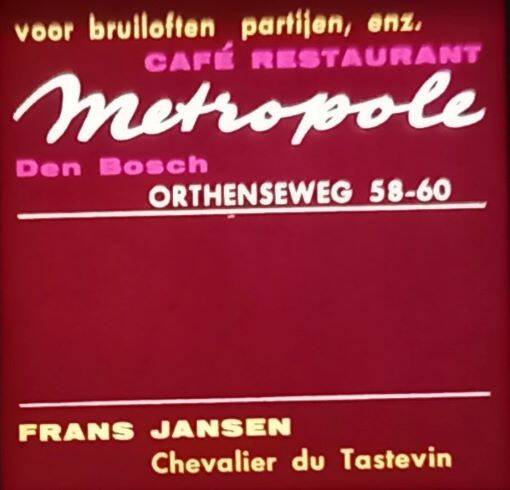 voor bruiloften partijen, enz.
CAFÉ RESTAURANT
Metropole
Den Bosch
ORTHENSEWEG 58-60
FRANS JANSEN
Chevalier du Tastevin